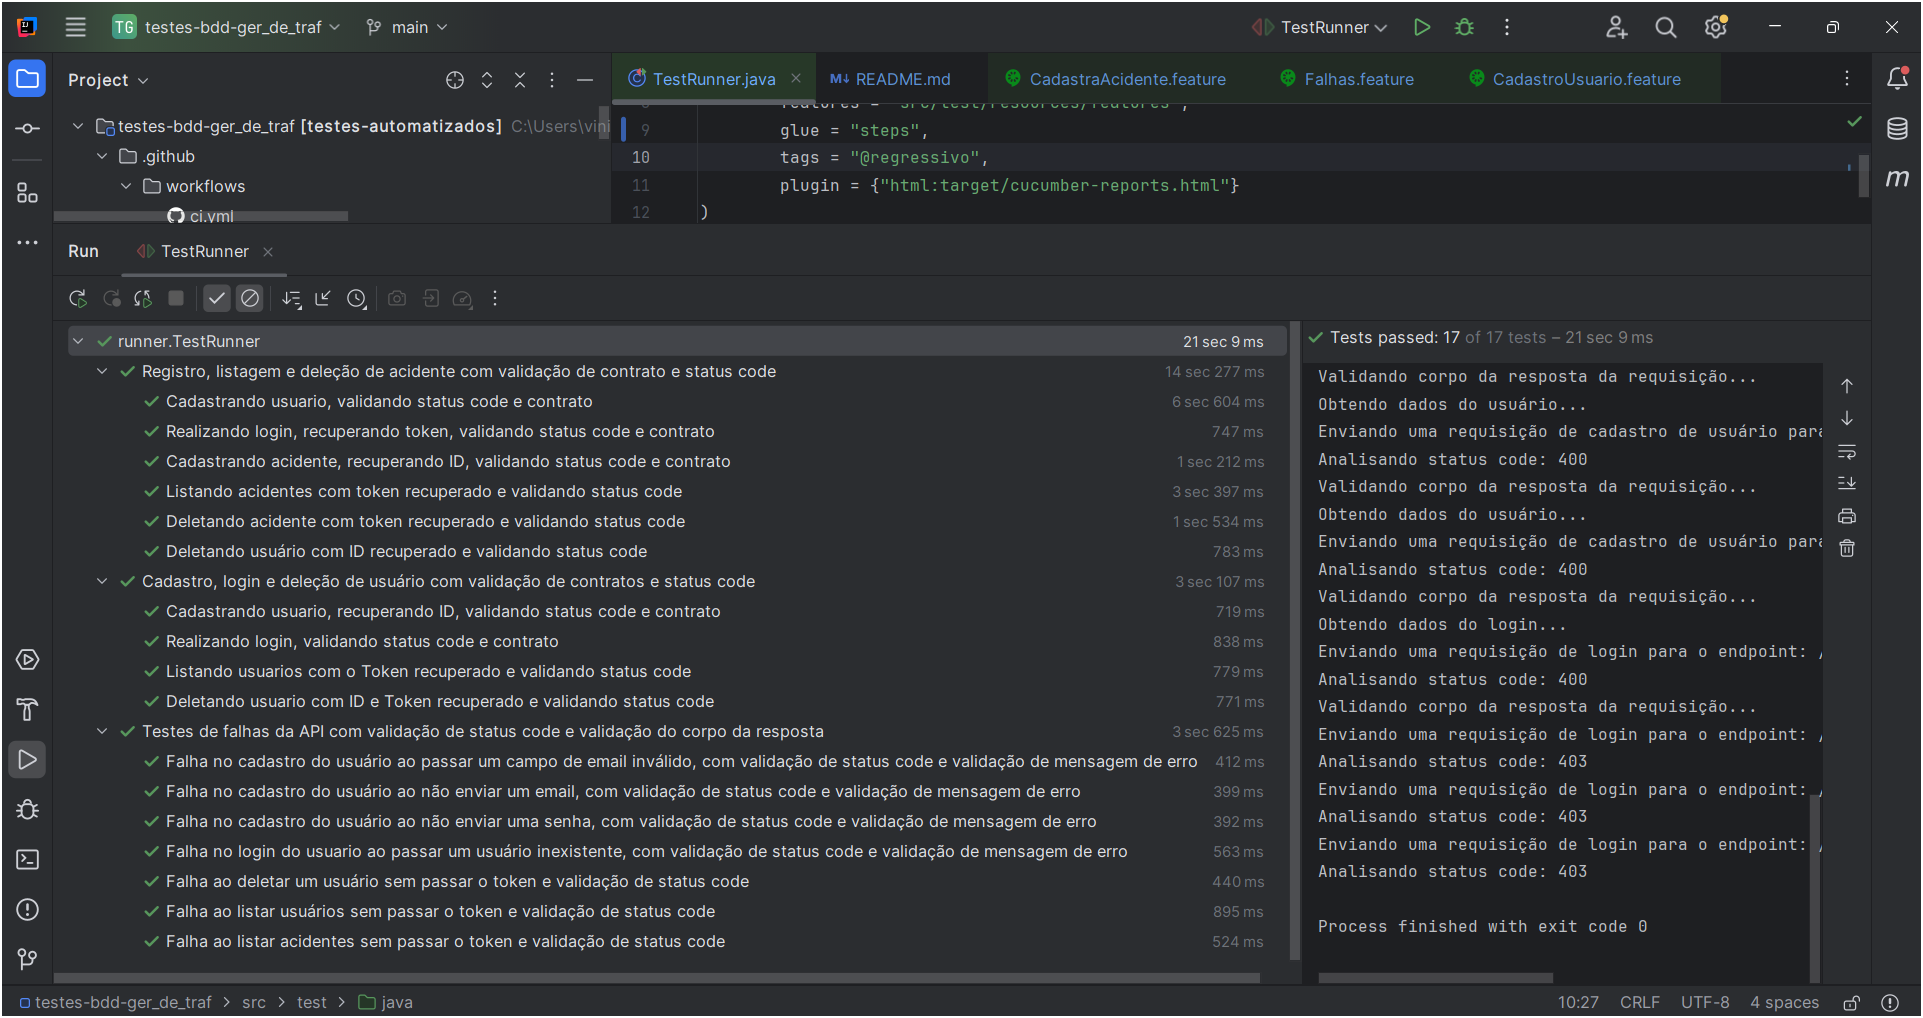 TG testes-bdd-ger_de_traf main TestRunner
Project
TestRunner.java README.md CadastraAcidente.feature Falhas.feature CadastroUsuario.feature
testes-bdd-ger_de_traf [testes-automatizados] C:\Users\vini
.github
workflows
ci.yml
8 features = "src/test/resources/features",
9 glue = "steps",
10 tags = "@regressivo",
11 plugin = {"html:target/cucumber-reports.html"}
12 )
Run TestRunner
runner.TestRunner 21 sec 9 ms
Registro, listagem e deleção de acidente com validação de contrato e status code 14 sec 277 ms
Cadastrando usuario, validando status code e contrato 6 sec 604 ms
Realizando login, recuperando token, validando status code e contrato 747 ms
Cadastrando acidente, recuperando ID, validando status code e contrato 1 sec 212 ms
Listando acidentes com token recuperado e validando status code 3 sec 397 ms
Deletando acidente com token recuperado e validando status code 1 sec 534 ms
Deletando usuário com ID recuperado e validando status code 783 ms
Cadastro, login e deleção de usuário com validação de contratos e status code 3 sec 107 ms
Cadastrando usuario, recuperando ID, validando status code e contrato 719 ms
Realizando login, validando status code e contrato 838 ms
Listando usuarios com o Token recuperado e validando status code 779 ms
Deletando usuario com ID e Token recuperado e validando status code 771 ms
Testes de falhas da API com validação de status code e validação do corpo da resposta 3 sec 625 ms
Falha no cadastro do usuário ao passar um campo de email inválido, com validação de status code e validação de mensagem de erro 412 ms
Falha no cadastro do usuário ao não enviar um email, com validação de status code e validação de mensagem de erro 399 ms
Falha no cadastro do usuário ao não enviar uma senha, com validação de status code e validação de mensagem de erro 392 ms
Falha no login do usuario ao passar um usuário inexistente, com validação de status code e validação de mensagem de erro 563 ms
Falha ao deletar um usuário sem passar o token e validação de status code 440 ms
Falha ao listar usuários sem passar o token e validação de status code 895 ms
Falha ao listar acidentes sem passar o token e validação de status code 524 ms
Tests passed: 17 of 17 tests – 21 sec 9 ms
Validando corpo da resposta da requisição...
Obtendo dados do usuário...
Enviando uma requisição de cadastro de usuário para
Analisando status code: 400
Validando corpo da resposta da requisição...
Obtendo dados do usuário...
Enviando uma requisição de cadastro de usuário para
Analisando status code: 400
Validando corpo da resposta da requisição...
Obtendo dados do login...
Enviando uma requisição de login para o endpoint: /
Analisando status code: 400
Validando corpo da resposta da requisição...
Enviando uma requisição de login para o endpoint: /
Analisando status code: 403
Enviando uma requisição de login para o endpoint: /
Analisando status code: 403
Enviando uma requisição de login para o endpoint: /
Analisando status code: 403
Process finished with exit code 0
testes-bdd-ger_de_traf > src > test > java 10:27 CRLF UTF-8 4 spaces